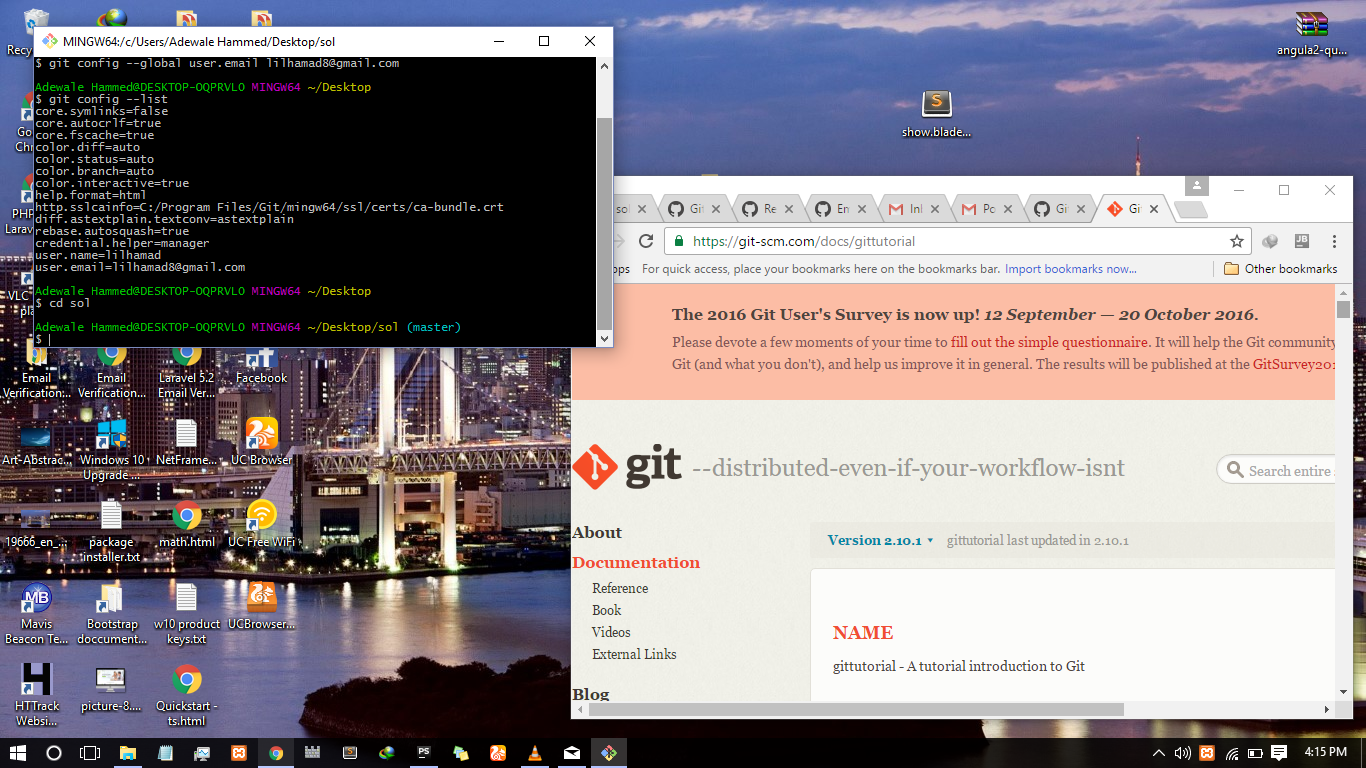 Recy
angula2-qu...
show.blade...
Go
Chr
PHP
Larav
VLC
pla
MINGW64:/c/Users/Adewale Hammed/Desktop/sol
$ git config --global user.email lilhamad8@gmail.com
Adewale Hammed@DESKTOP-OQPRVLO MINGW64 ~/Desktop
$ git config --list
core.symlinks=false
core.autocrlf=true
core.fscache=true
color.diff=auto
color.status=auto
color.branch=auto
color.interactive=true
help.format=html
http.sslcainfo=C:/Program Files/Git/mingw64/ssl/certs/ca-bundle.crt
diff.astextplain.textconv=astextplain
rebase.autosquash=true
credential.helper=manager
user.name=lilhamad
user.email=lilhamad8@gmail.com
Adewale Hammed@DESKTOP-OQPRVLO MINGW64 ~/Desktop
$ cd sol
Adewale Hammed@DESKTOP-OQPRVLO MINGW64 ~/Desktop/sol (master)
$
sol Git Re En Inl Po Git Git
https://git-scm.com/docs/gittutorial
JB
pps For quick access, place your bookmarks here on the bookmarks bar. Import bookmarks now... Other bookmarks
The 2016 Git User's Survey is now up! 12 September — 20 October 2016.
Please devote a few moments of your time to fill out the simple questionnaire. It will help the Git community
Git (and what you don't), and help us improve it in general. The results will be published at the GitSurvey201
git --distributed-even-if-your-workflow-isnt
Search entire
About
Documentation
Reference
Book
Videos
External Links
Blog
Version 2.10.1 gittutorial last updated in 2.10.1
NAME
gittutorial - A tutorial introduction to Git
Email
Verification:...
Email
Verification...
Laravel 5.2
Email Ver...
Facebook
Art-Abstrac...
Windows 10
Upgrade ...
NetFrame...
UC Browser
19666_en_...
package
installer.txt
math.html
UC Free WiFi
MB
Mavis
Beacon Te...
Bootstrap
doccument...
w10 product
keys.txt
UCBrowser...
HTTrack
Websi...
picture-8....
Quickstart -
ts.html
PS
4:15 PM